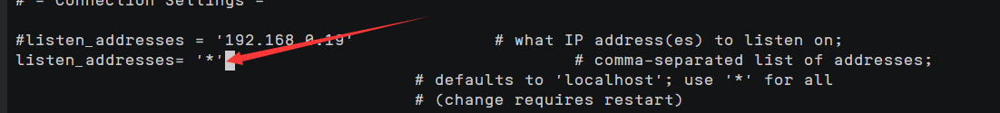 # - Connection Settings -
#listen_addresses = '192.168.0.19' # what IP address(es) to listen on;
listen_addresses= '*' # comma-separated list of addresses;
# defaults to 'localhost'; use '*' for all
# (change requires restart)